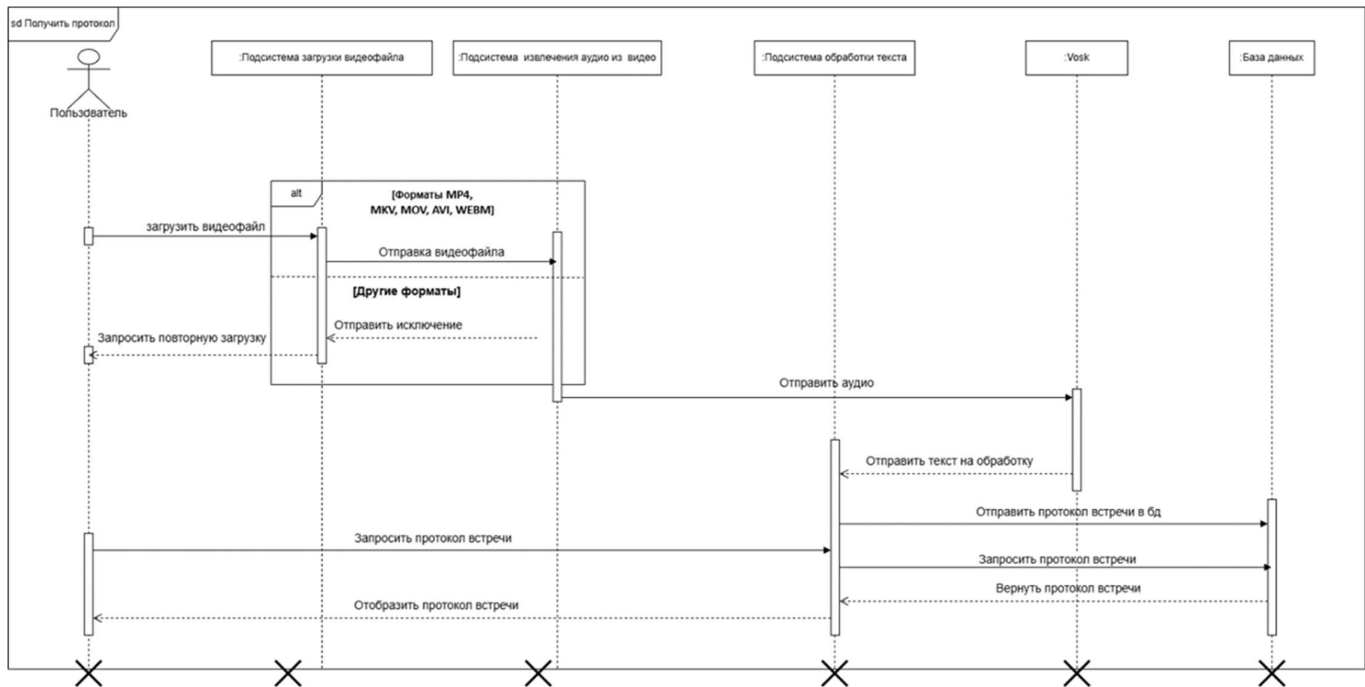 sd Получить протокол
:Подсистема загрузки видеофайла
:Подсистема извлечения аудио из видео
:Подсистема обработки текста
:Vosk
:База данных
Пользователь
alt
[Форматы MP4,
MKV, MOV, AVI, WEBM]
загрузить видеофайл
Отправка видеофайла
[Другие форматы]
Отправить исключение
Запросить повторную загрузку
Отправить аудио
Отправить текст на обработку
Отправить протокол встречи в бд
Запросить протокол встречи
Запросить протокол встречи
Вернуть протокол встречи
Отобразить протокол встречи